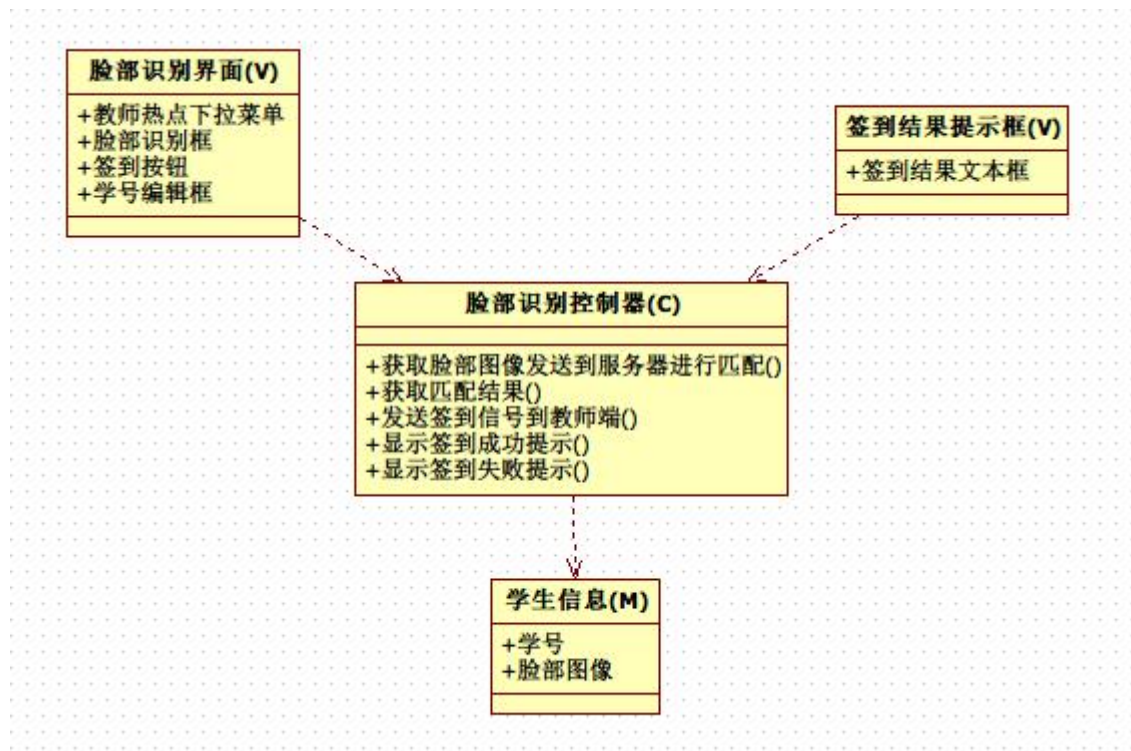 脸部识别界面(V)
+教师热点下拉菜单
+脸部识别框
+签到按钮
+学号编辑框
签到结果提示框(V)
+签到结果文本框
脸部识别控制器(C)
+获取脸部图像发送到服务器进行匹配()
+获取匹配结果()
+发送签到信号到教师端()
+显示签到成功提示()
+显示签到失败提示()
学生信息(M)
+学号
+脸部图像